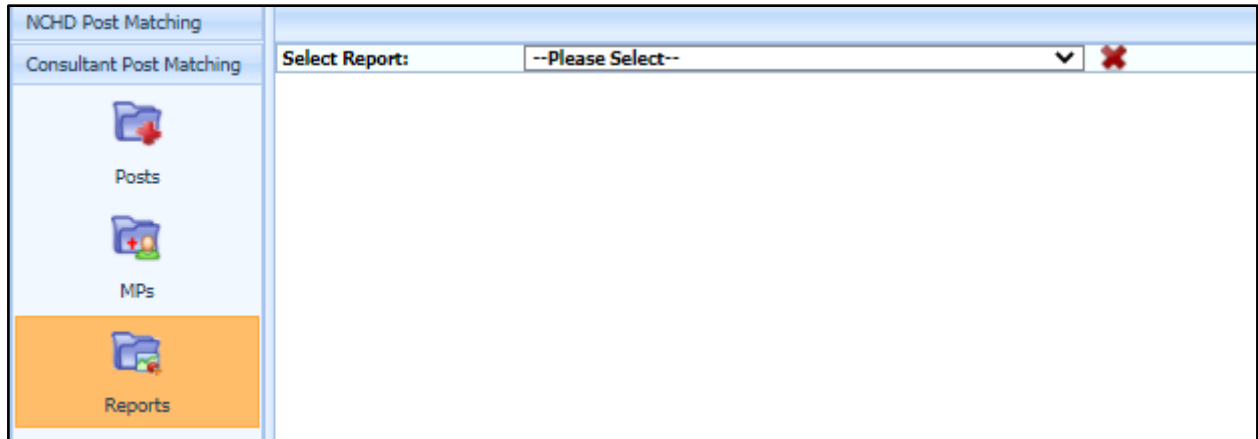 NCHD Post Matching
Consultant Post Matching
Posts
MPs
Reports
Select Report: --Please Select--